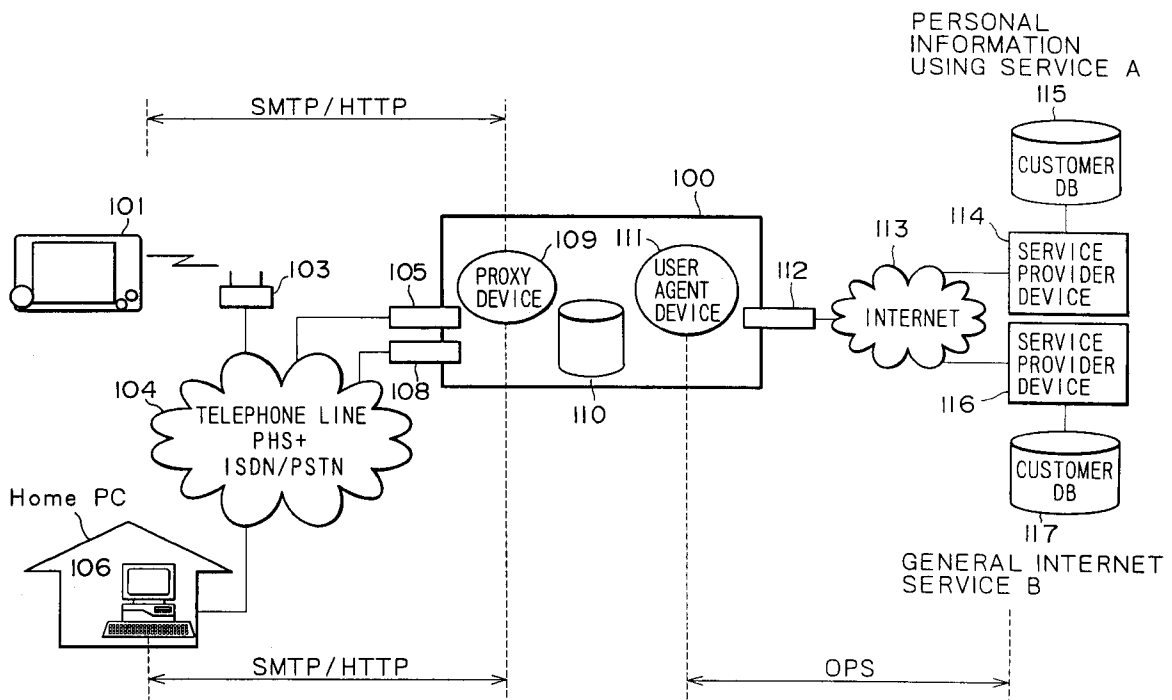 PERSONAL
INFORMATION
USING SERVICE A
115
CUSTOMER
DB
SMTP/HTTP
101
103
100
109
PROXY
DEVICE
111
USER
AGENT
DEVICE
105
108
110
112
113
INTERNET
114
SERVICE
PROVIDER
DEVICE
SERVICE
PROVIDER
DEVICE
116
CUSTOMER
DB
117
GENERAL INTERNET
SERVICE B
104
TELEPHONE LINE
PHS+
ISDN/PSTN
Home PC
106
SMTP/HTTP
OPS